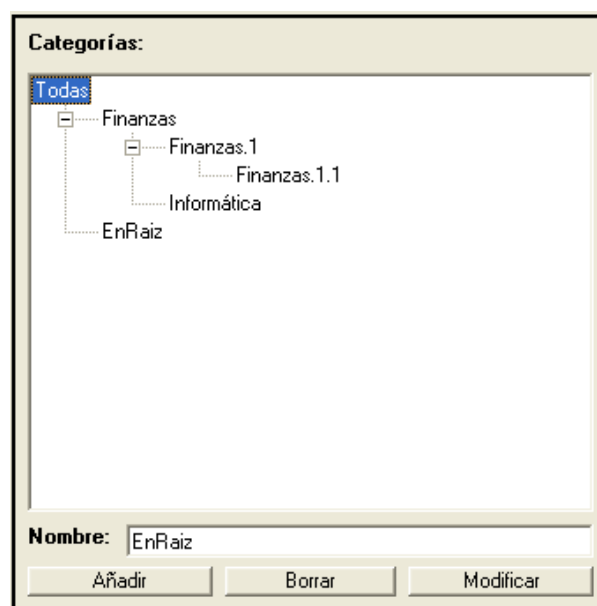 Categorías:
Todas
Finanzas
Finanzas.1
Finanzas.1.1
Informática
EnRaiz
Nombre: EnRaiz
Añadir Borrar Modificar